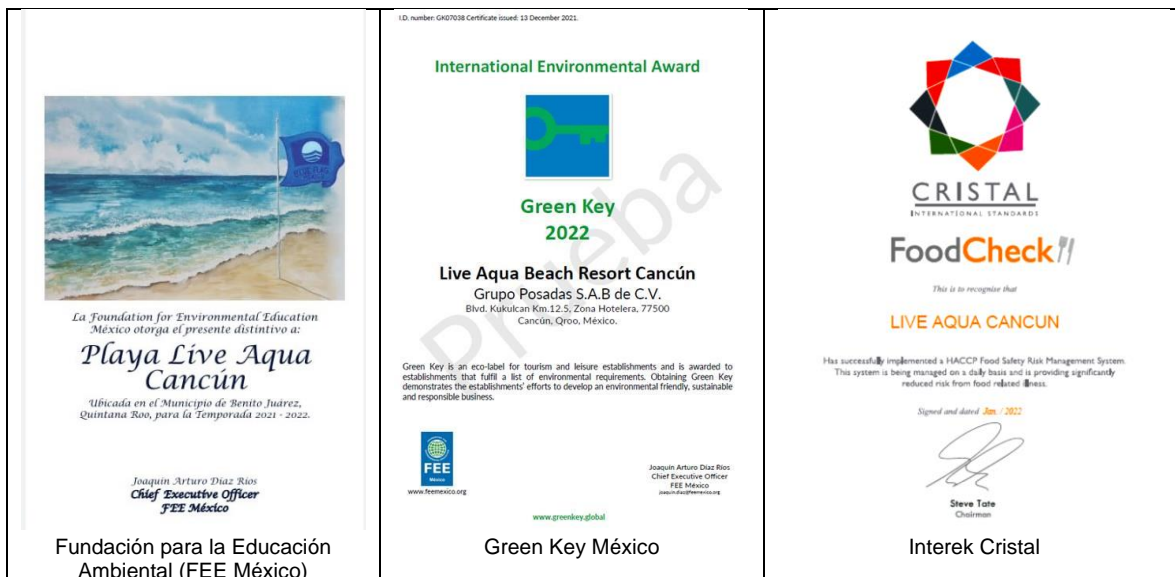 La Foundation for Environmental Education
México otorga el presente distintivo a:
Playa Live Aqua
Cancún
Ubicada en el Municipio de Benito Juárez,
Quintana Roo, para la Temporada 2021 - 2022.
Joaquín Arturo Díaz Ríos
Chief Executive Officer
FEE México
Fundación para la Educación
Ambiental (FEE México)
I.D. number: GK07038 Certificate issued: 13 December 2021.
International Environmental Award
Green Key
2022
Prueba
Live Aqua Beach Resort Cancún
Grupo Posadas S.A.B de C.V.
Blvd. Kukulcan Km.12.5, Zona Hotelera, 77500
Cancún, Qroo, México.
Green Key is an eco-label for tourism and leisure establishments and is awarded to
establishments that fulfil a list of environmental requirements. Obtaining Green Key
demonstrates the establishments' efforts to develop an environmental friendly, sustainable
and responsible business.
FEE
México
www.feemexico.org
Joaquín Arturo Díaz Ríos
Chief Executive Officer
FEE México
joaquin.diaz@feemexico.org
www.greenkey.global
Green Key México
CRISTAL
INTERNATIONAL STANDARDS
FoodCheck
This is to recognise that
LIVE AQUA CANCUN
Has successfully implemented a HACCP Food Safety Risk Management System.
This system is being managed on a daily basis and is providing significantly
reduced risk from food related illness.
Signed and dated Jan. / 2022
Steve Tate
Chairman
Interek Cristal